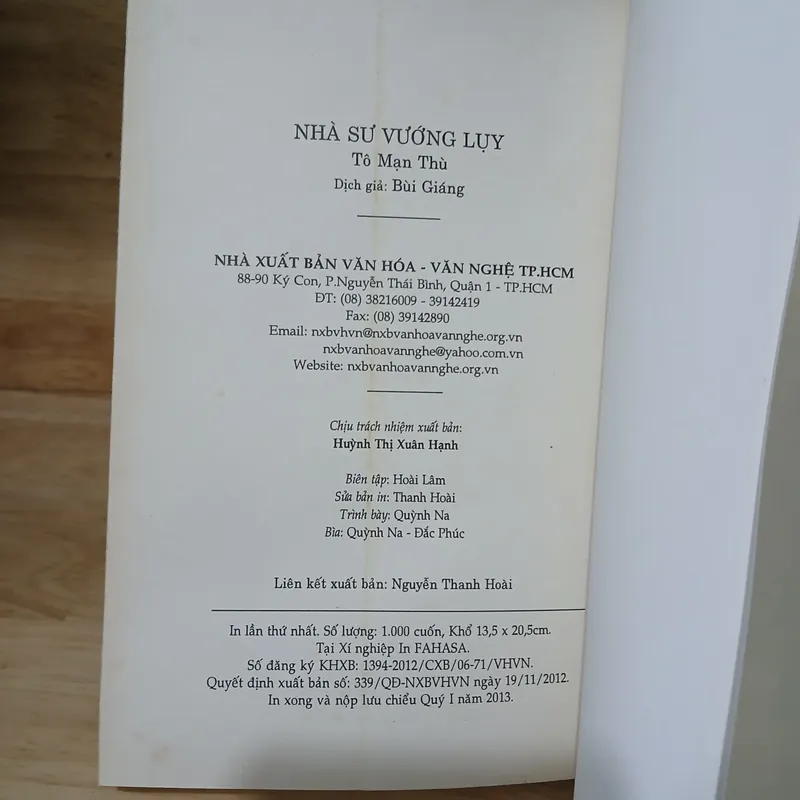 NHÀ SƯ VƯỚNG LỤY
Tô Mạn Thù
Dịch giả: Bùi Giáng
NHÀ XUẤT BẢN VĂN HÓA - VĂN NGHỆ TP.HCM
88-90 Ký Con, P.Nguyễn Thái Bình, Quận 1 - TP.HCM
ĐT: (08) 38216009 - 39142419
Fax: (08) 39142890
Email: nxbvhvn@nxbvanhoavannghe.org.vn
nxbvanhoavannghe@yahoo.com.vn
Website: nxbvanhoavannghe.org.vn
Chịu trách nhiệm xuất bản:
Huỳnh Thị Xuân Hạnh
Biên tập: Hoài Lâm
Sửa bản in: Thanh Hoài
Trình bày: Quỳnh Na
Bìa: Quỳnh Na - Đắc Phúc
Liên kết xuất bản: Nguyễn Thanh Hoài
In lần thứ nhất. Số lượng: 1.000 cuốn, Khổ 13,5 x 20,5cm.
Tại Xí nghiệp In FAHASA.
Số đăng ký KHXB: 1394-2012/CXB/06-71/VHVN.
Quyết định xuất bản số: 339/QĐ-NXBVHVN ngày 19/11/2012.
In xong và nộp lưu chiểu Quý I năm 2013.